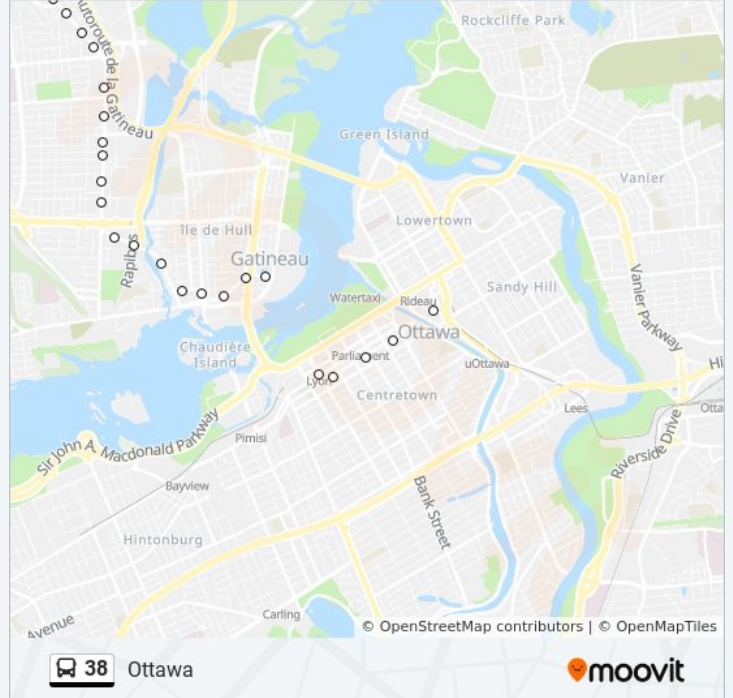 Rockcliffe Park
autoroute de la Gatineau
Green Island
Vanier
Lowertown
Île de Hull
Rapibus
Gatineau
Sandy Hill
Vanier Parkway
Watertaxi
Rideau
Ottawa
Chaudière
Island
Parliament
uOttawa
Lyon
Centretown
Lees
Sir John A. Macdonald Parkway
Pimisi
Riverside Drive
Bayview
Bank Street
Hintonburg
Carling
Avenue
© OpenStreetMap contributors | © OpenMapTiles
38 Ottawa
moovit